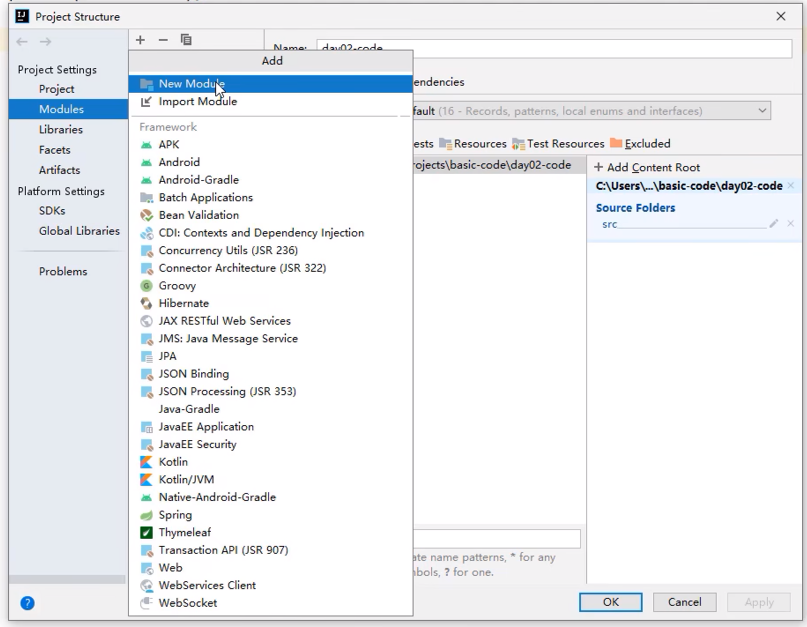 Project Structure
Name: day02-code
Add
New Module
Import Module
Framework
APK
Android
Android-Gradle
Batch Applications
Bean Validation
CDI: Contexts and Dependency Injection
Concurrency Utils (JSR 236)
Connector Architecture (JSR 322)
Groovy
Hibernate
JAX RESTful Web Services
JMS: Java Message Service
JPA
JSON Binding
JSON Processing (JSR 353)
Java-Gradle
JavaEE Application
JavaEE Security
Kotlin
Kotlin/JVM
Native-Android-Gradle
Spring
Thymeleaf
Transaction API (JSR 907)
Web
WebServices Client
WebSocket
Project Settings
Project
Modules
Libraries
Facets
Artifacts
Platform Settings
SDKs
Global Libraries
Problems
endencies
fault (16 - Records, patterns, local enums and interfaces)
ests Resources Test Resources Excluded
ojects\basic-code\day02-code
+ Add Content Root
C:\Users\...\basic-code\day02-code
Source Folders
src
ate name patterns, * for any
bols, ? for one.
?
OK Cancel Apply